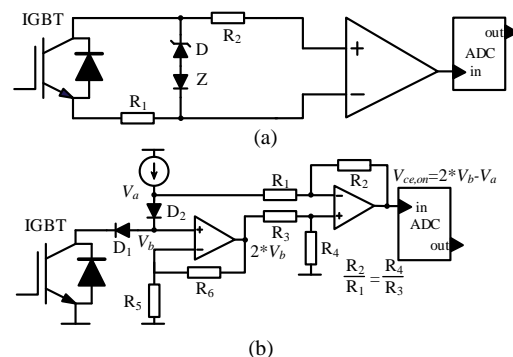 IGBT
R2
D
Z
R1
ADC
out
in
(a)
IGBT
Va
D2
D1
Vb
R1
R2
R3
R4
2*Vb
R5
R6
Vce,on=2*Vb-Va
in
ADC
out
R2/R1 = R4/R3
(b)